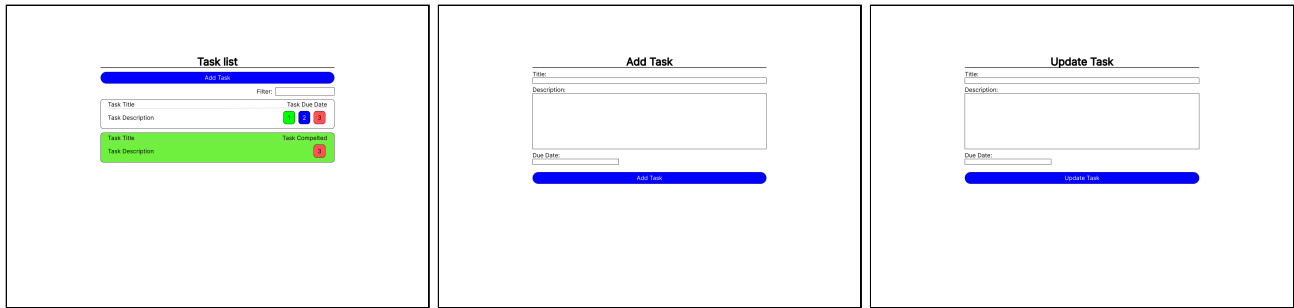 Task list
Add Task
Filter:
Task Title Task Due Date
Task Description 1 2 3
Task Title Task Compelted
Task Description 3
Add Task
Title:
Description:
Due Date:
Add Task
Update Task
Title:
Description:
Due Date:
Update Task